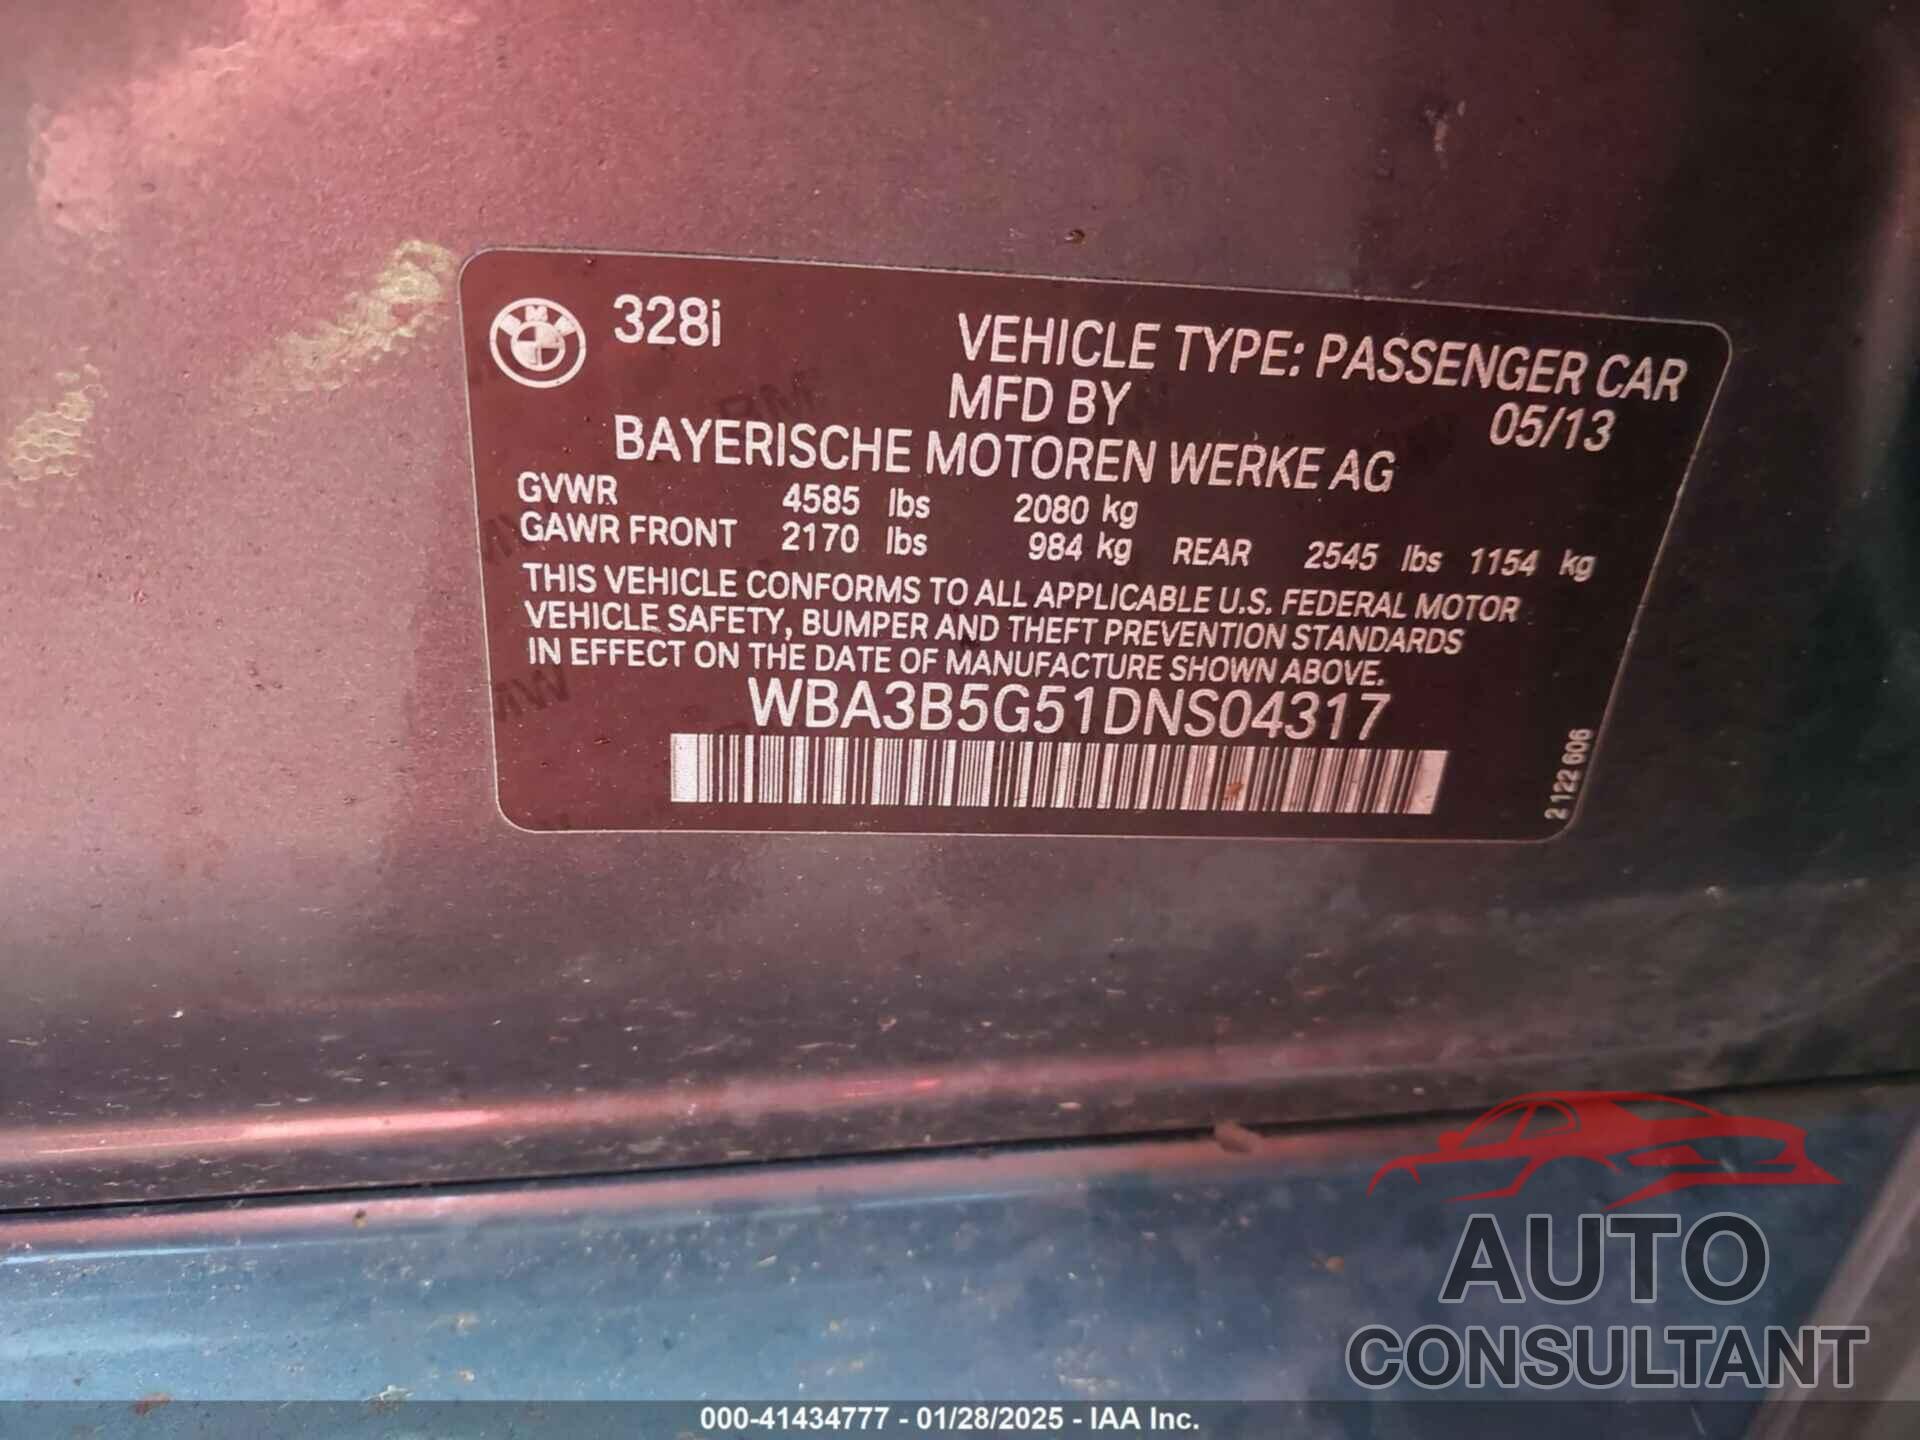 BMW 328i
VEHICLE TYPE: PASSENGER CAR
MFD BY 05/13
BAYERISCHE MOTOREN WERKE AG
GVWR 4585 lbs 2080 kg
GAWR FRONT 2170 lbs 984 kg REAR 2545 lbs 1154 kg
THIS VEHICLE CONFORMS TO ALL APPLICABLE U.S. FEDERAL MOTOR
VEHICLE SAFETY, BUMPER AND THEFT PREVENTION STANDARDS
IN EFFECT ON THE DATE OF MANUFACTURE SHOWN ABOVE.
WBA3B5G51DNS04317
2 122 606
AUTO
CONSULTANT
000-41434777 - 01/28/2025 - IAA Inc.